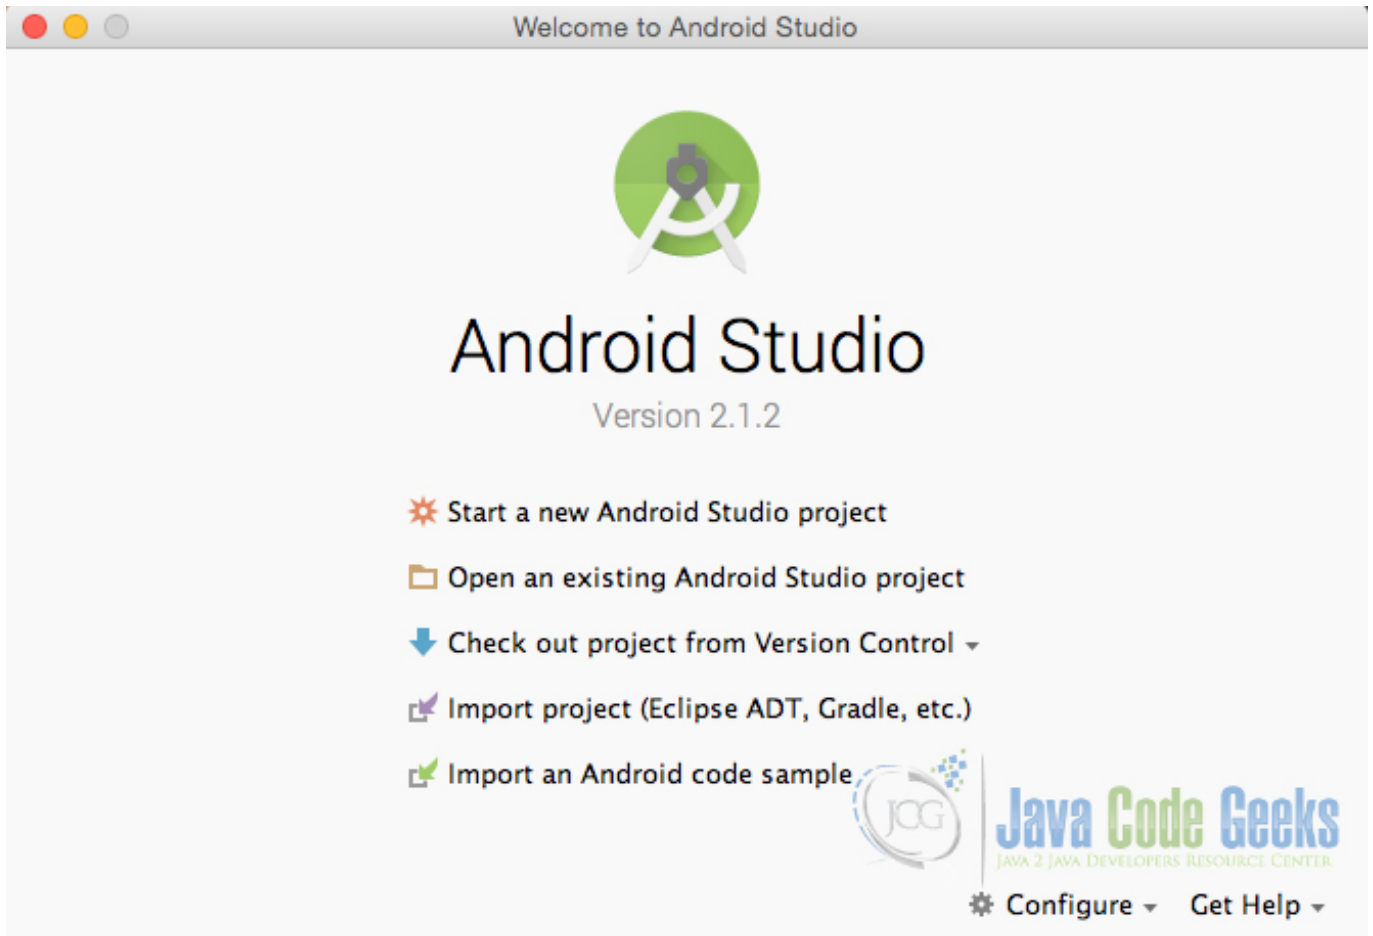 Welcome to Android Studio
Android Studio
Version 2.1.2
Start a new Android Studio project
Open an existing Android Studio project
Check out project from Version Control
Import project (Eclipse ADT, Gradle, etc.)
Import an Android code sample
JCG
Java Code Geeks
JAVA 2 JAVA DEVELOPERS RESOURCE CENTER
Configure Get Help